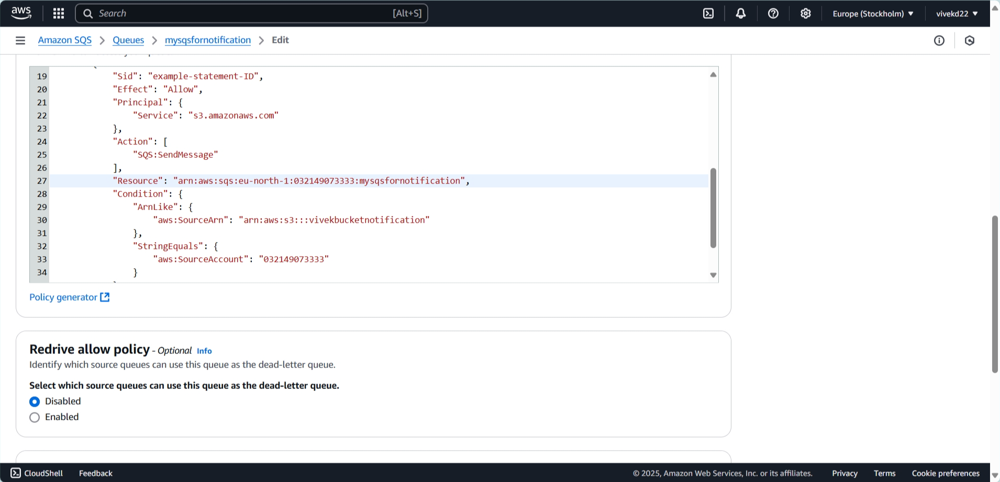 aws
Search
[Alt+S]
Europe (Stockholm)
vivekd22
Amazon SQS
Queues
mysqsfornotification
Edit
19 "Sid": "example-statement-ID",
20 "Effect": "Allow",
21 "Principal": {
22 "Service": "s3.amazonaws.com"
23 },
24 "Action": [
25 "SQS:SendMessage"
26 ],
27 "Resource": "arn:aws:sqs:eu-north-1:032149073333:mysqsfornotification",
28 "Condition": {
29 "ArnLike": {
30 "aws:SourceArn": "arn:aws:s3:::vivekbucketnotification"
31 },
32 "StringEquals": {
33 "aws:SourceAccount": "032149073333"
34 }
Policy generator
Redrive allow policy - Optional Info
Identify which source queues can use this queue as the dead-letter queue.
Select which source queues can use this queue as the dead-letter queue.
Disabled
Enabled
CloudShell
Feedback
© 2025, Amazon Web Services, Inc. or its affiliates.
Privacy
Terms
Cookie preferences